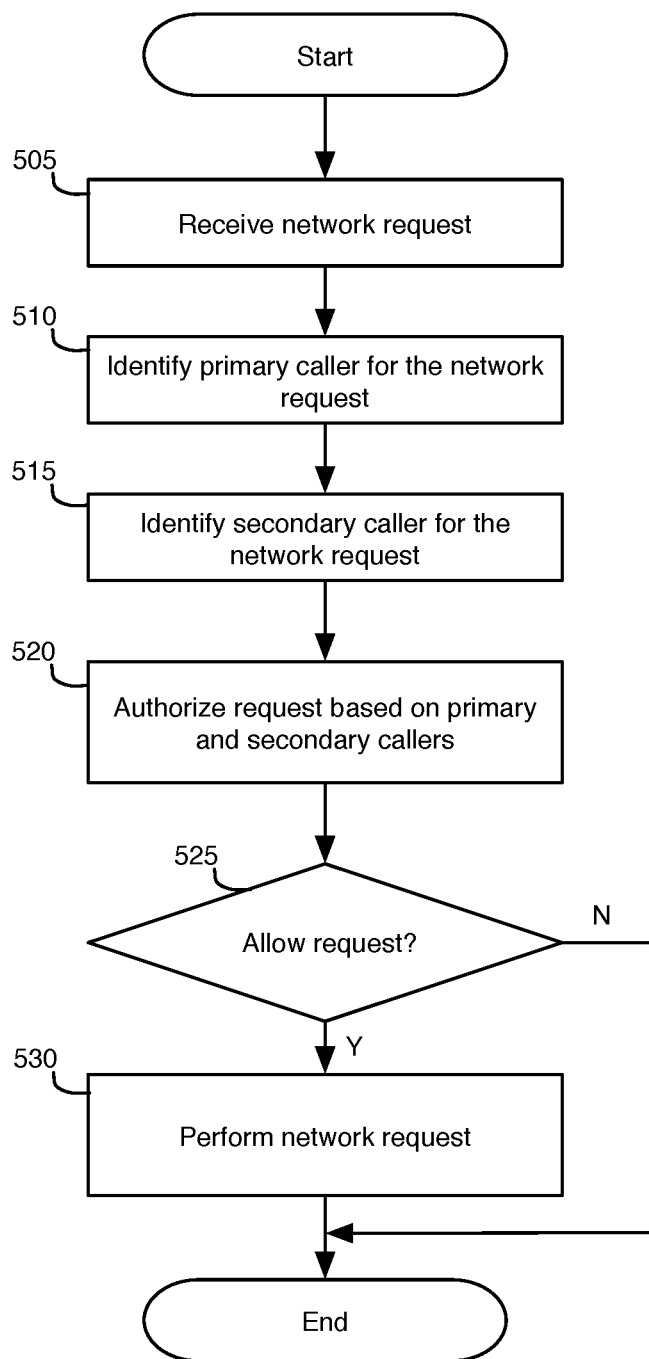 Start
505
Receive network request
510
Identify primary caller for the network
request
515
Identify secondary caller for the
network request
520
Authorize request based on primary
and secondary callers
525
Allow request?
N
Y
530
Perform network request
End